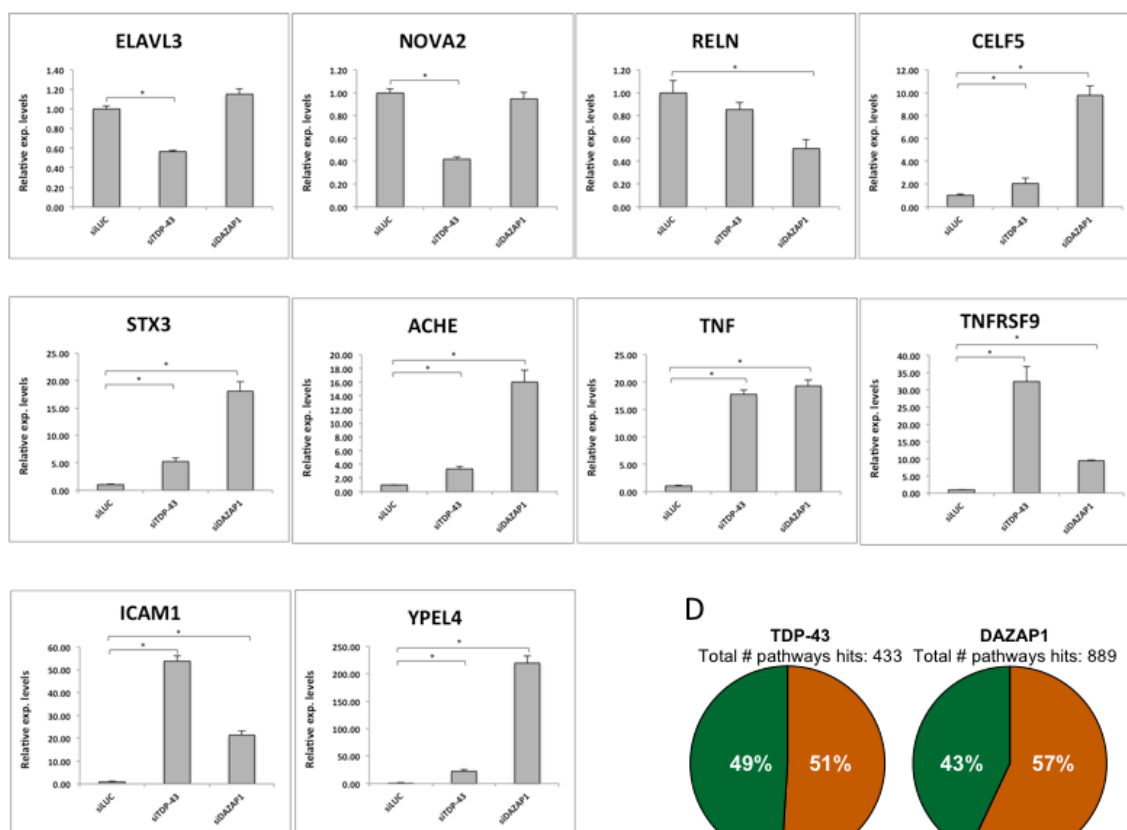 ELAVL3
Relative exp. levels
1.40
1.20
1.00
0.80
0.60
0.40
0.20
0.00
*
siLUC
siTDP-43
siDAZAP1
NOVA2
Relative exp. levels
1.20
1.00
0.80
0.60
0.40
0.20
0.00
*
siLUC
siTDP-43
siDAZAP1
RELN
Relative exp. levels
1.20
1.00
0.80
0.60
0.40
0.20
0.00
*
siLUC
siTDP-43
siDAZAP1
CELF5
Relative exp. levels
12.00
10.00
8.00
6.00
4.00
2.00
0.00
*
*
siLUC
siTDP-43
siDAZAP1
STX3
Relative exp. levels
25.00
20.00
15.00
10.00
5.00
0.00
*
*
siLUC
siTDP-43
siDAZAP1
ACHE
Relative exp. levels
20.00
18.00
16.00
14.00
12.00
10.00
8.00
6.00
4.00
2.00
0.00
*
*
siLUC
siTDP-43
siDAZAP1
TNF
Relative exp. levels
25.00
20.00
15.00
10.00
5.00
0.00
*
*
siLUC
siTDP-43
siDAZAP1
TNFRSF9
Relative exp. levels
40.00
35.00
30.00
25.00
20.00
15.00
10.00
5.00
0.00
*
*
siLUC
siTDP-43
siDAZAP1
ICAM1
Relative exp. levels
60.00
50.00
40.00
30.00
20.00
10.00
0.00
*
*
siLUC
siTDP-43
siDAZAP1
YPEL4
Relative exp. levels
250.00
200.00
150.00
100.00
50.00
0.00
*
*
siLUC
siTDP-43
siDAZAP1
D
TDP-43
Total # pathways hits: 433
49%
51%
DAZAP1
Total # pathways hits: 889
43%
57%